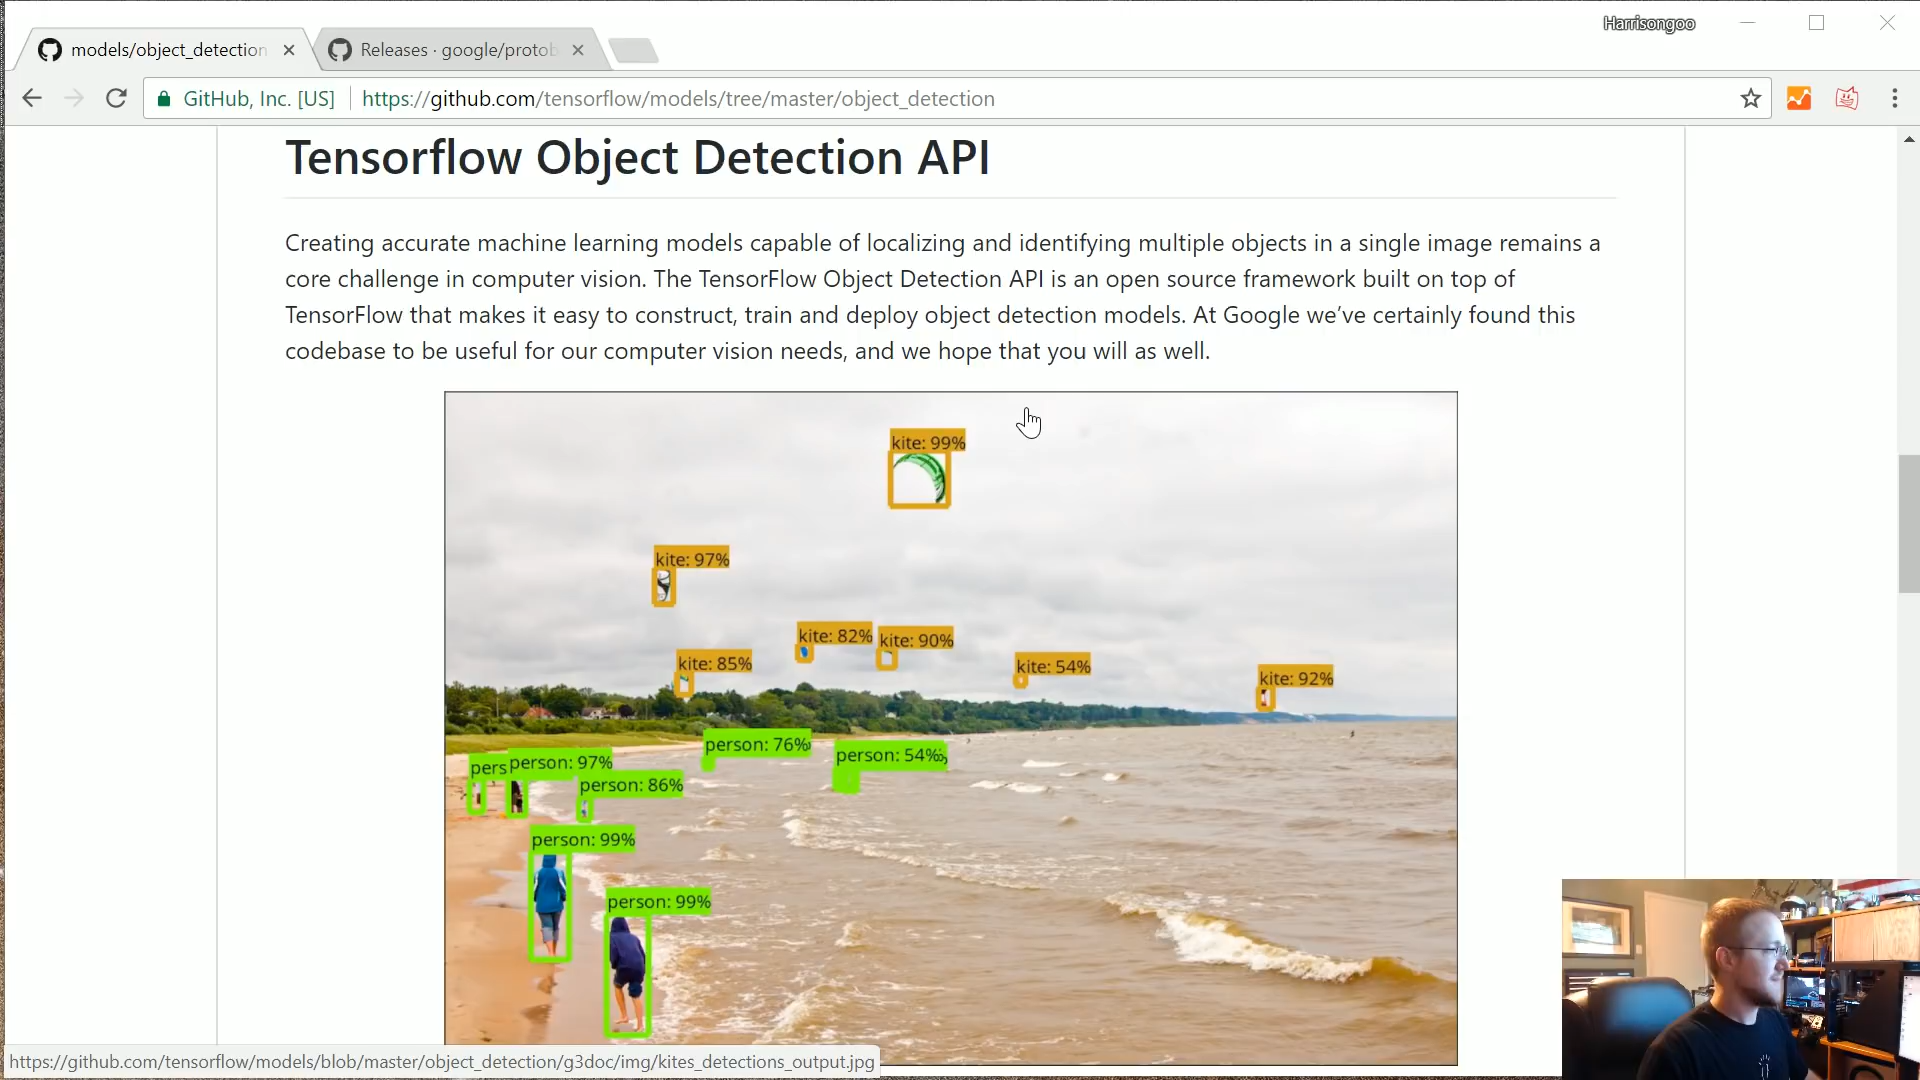 Harrisongoo
models/object_detection
Releases · google/protob
GitHub, Inc. [US]
https://github.com/tensorflow/models/tree/master/object_detection
Tensorflow Object Detection API
Creating accurate machine learning models capable of localizing and identifying multiple objects in a single image remains a
core challenge in computer vision. The TensorFlow Object Detection API is an open source framework built on top of
TensorFlow that makes it easy to construct, train and deploy object detection models. At Google we’ve certainly found this
codebase to be useful for our computer vision needs, and we hope that you will as well.
kite: 99%
kite: 97%
kite: 82%
kite: 90%
kite: 85%
kite: 54%
kite: 92%
person: 76%
person: 54%
pers
person: 97%
person: 86%
person: 99%
person: 99%
https://github.com/tensorflow/models/blob/master/object_detection/g3doc/img/kites_detections_output.jpg